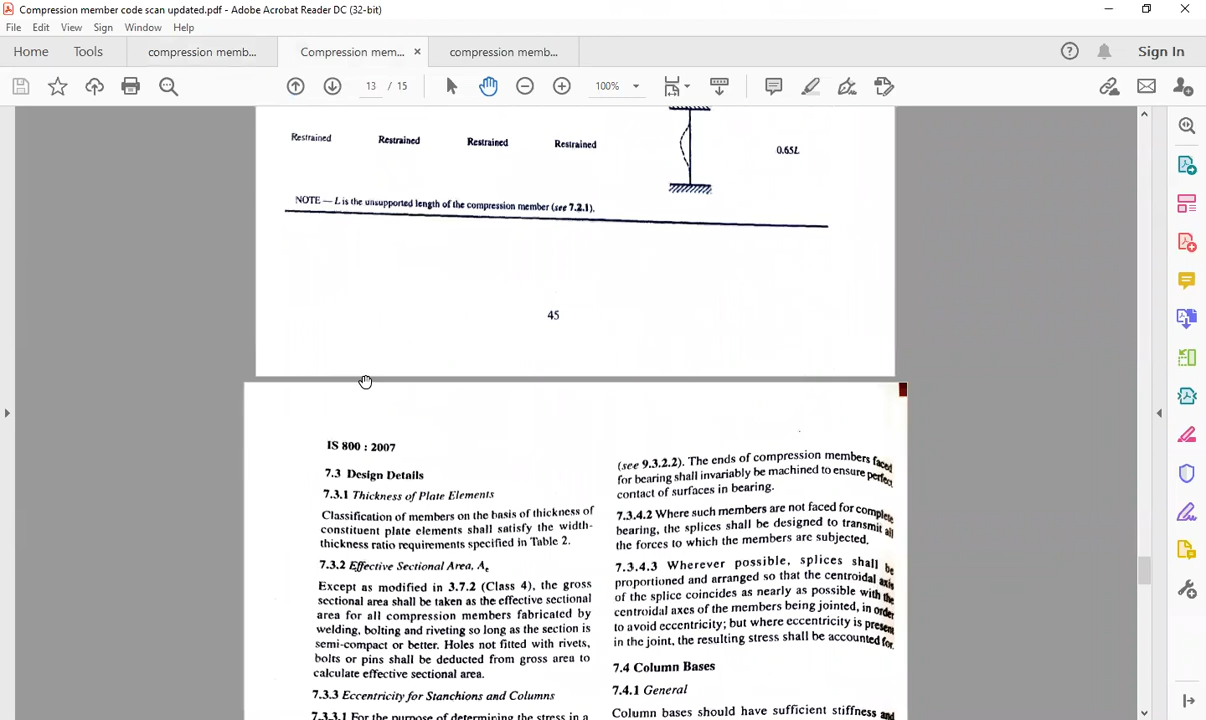 Compression member code scan updated.pdf - Adobe Acrobat Reader DC (32-bit)
File Edit View Sign Window Help
Home Tools compression memb... Compression mem... × compression memb... Sign In
13 / 15 100%
Restrained Restrained Restrained Restrained 0.65L
NOTE — L is the unsupported length of the compression member (see 7.2.1).
45
IS 800 : 2007
7.3 Design Details
7.3.1 Thickness of Plate Elements
Classification of members on the basis of thickness of
constituent plate elements shall satisfy the width-
thickness ratio requirements specified in Table 2.
7.3.2 Effective Sectional Area, Ae
Except as modified in 3.7.2 (Class 4), the gross
sectional area shall be taken as the effective sectional
area for all compression members fabricated by
welding, bolting and riveting so long as the section is
semi-compact or better. Holes not fitted with rivets,
bolts or pins shall be deducted from gross area to
calculate effective sectional area.
7.3.3 Eccentricity for Stanchions and Columns
7.3.3.1 For the purpose of determining the stress in a
(see 9.3.2.2). The ends of compression members faced
for bearing shall invariably be machined to ensure perfect
contact of surfaces in bearing.
7.3.4.2 Where such members are not faced for complete
bearing, the splices shall be designed to transmit all
the forces to which the members are subjected.
7.3.4.3 Wherever possible, splices shall be
proportioned and arranged so that the centroidal axis
of the splice coincides as nearly as possible with the
centroidal axes of the members being jointed, in order
to avoid eccentricity; but where eccentricity is present
in the joint, the resulting stress shall be accounted for.
7.4 Column Bases
7.4.1 General
Column bases should have sufficient stiffness and